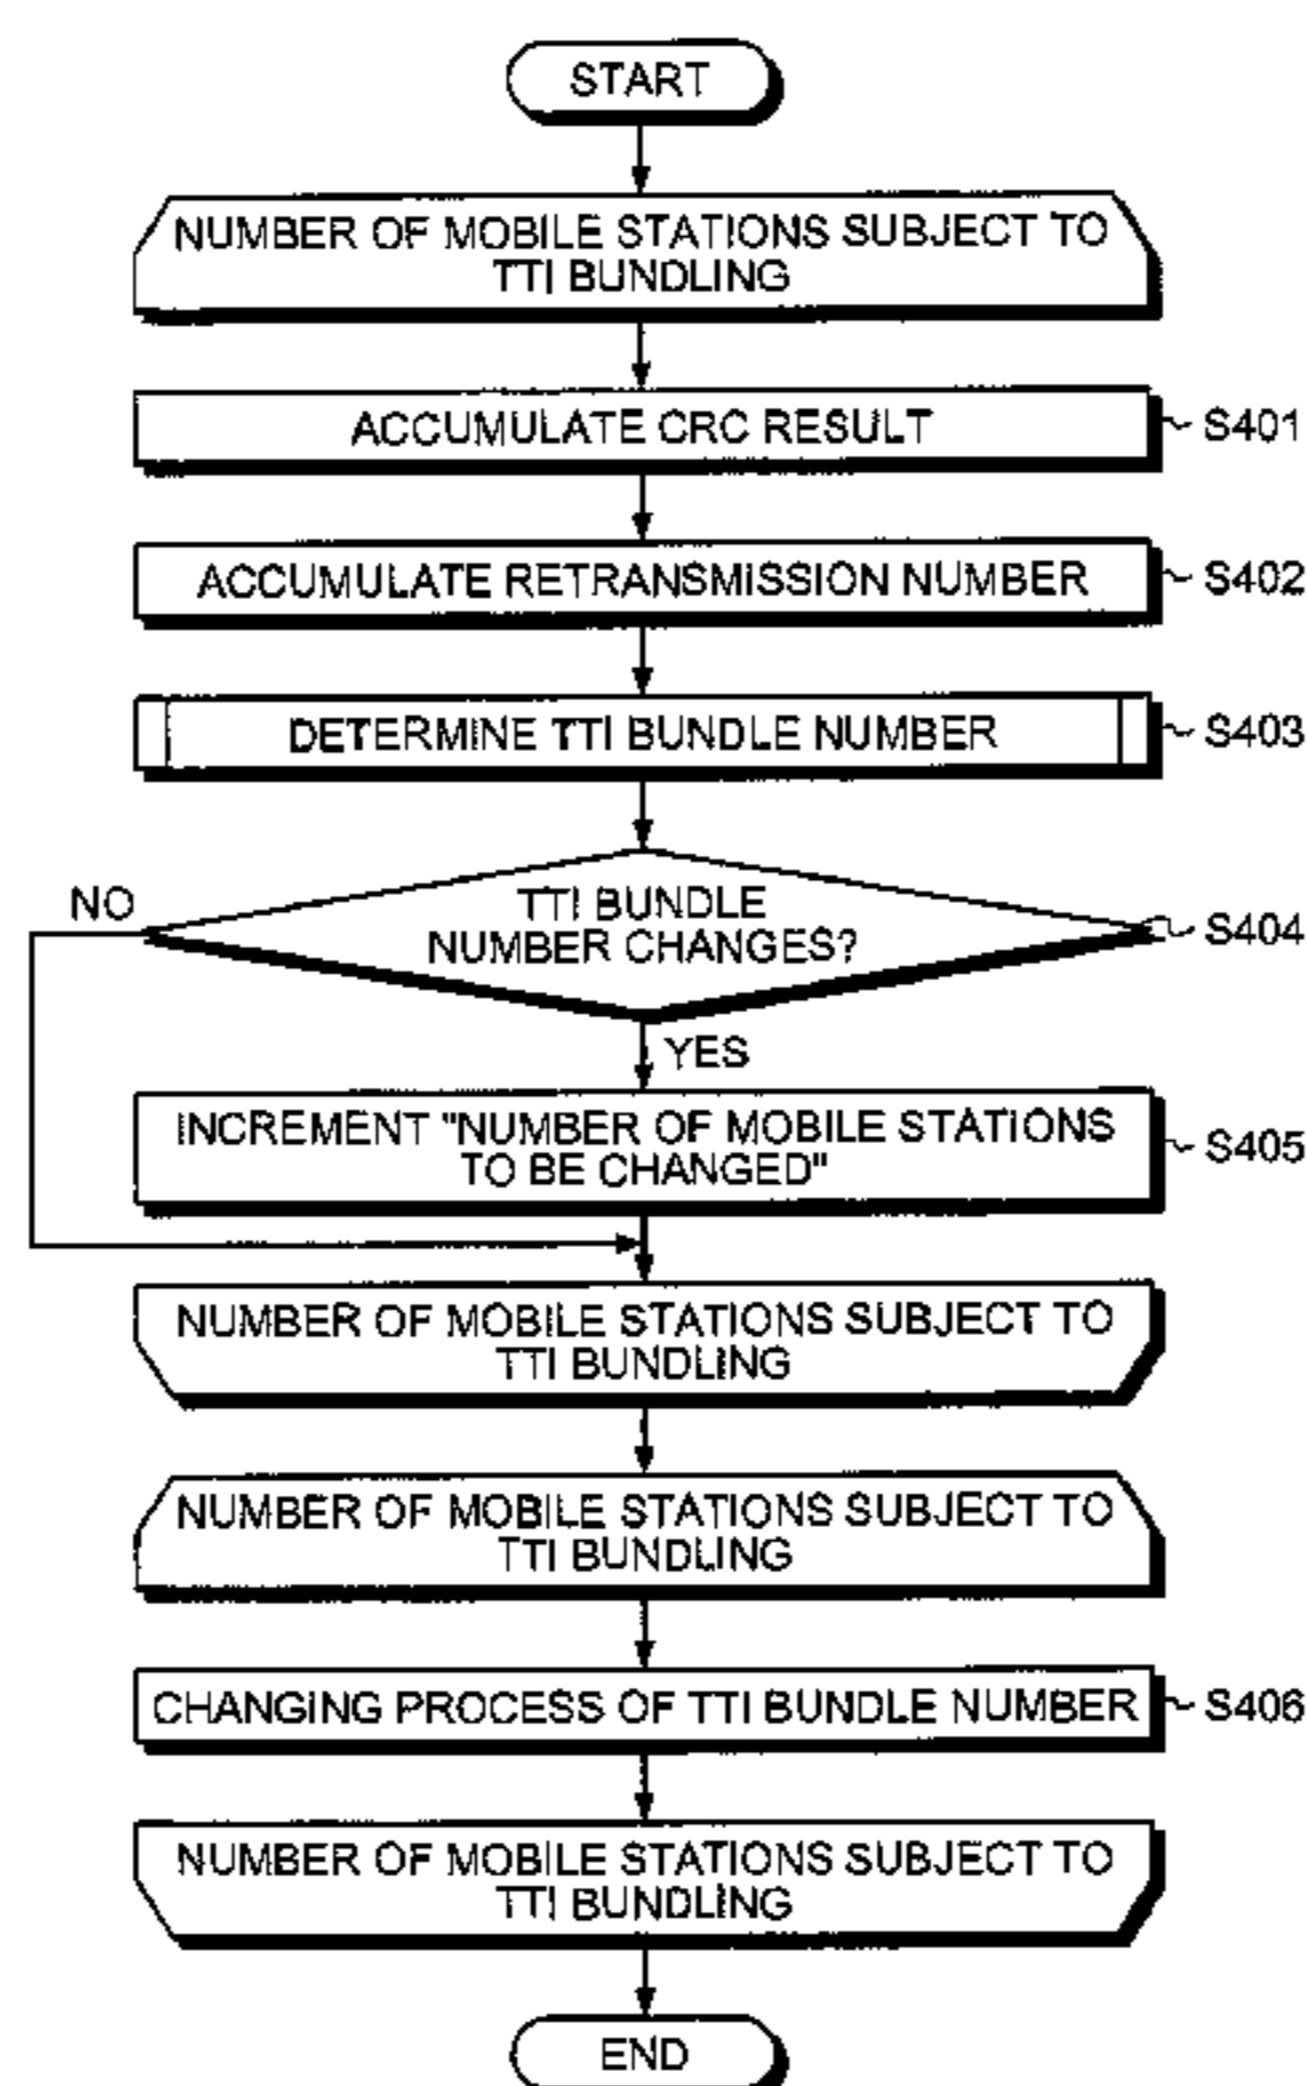 START
NUMBER OF MOBILE STATIONS SUBJECT TO
TTI BUNDLING
ACCUMULATE CRC RESULT
S401
ACCUMULATE RETRANSMISSION NUMBER
S402
DETERMINE TTI BUNDLE NUMBER
S403
NO
TTI BUNDLE
NUMBER CHANGES?
S404
YES
INCREMENT "NUMBER OF MOBILE STATIONS
TO BE CHANGED"
S405
NUMBER OF MOBILE STATIONS SUBJECT TO
TTI BUNDLING
NUMBER OF MOBILE STATIONS SUBJECT TO
TTI BUNDLING
CHANGING PROCESS OF TTI BUNDLE NUMBER
S406
NUMBER OF MOBILE STATIONS SUBJECT TO
TTI BUNDLING
END